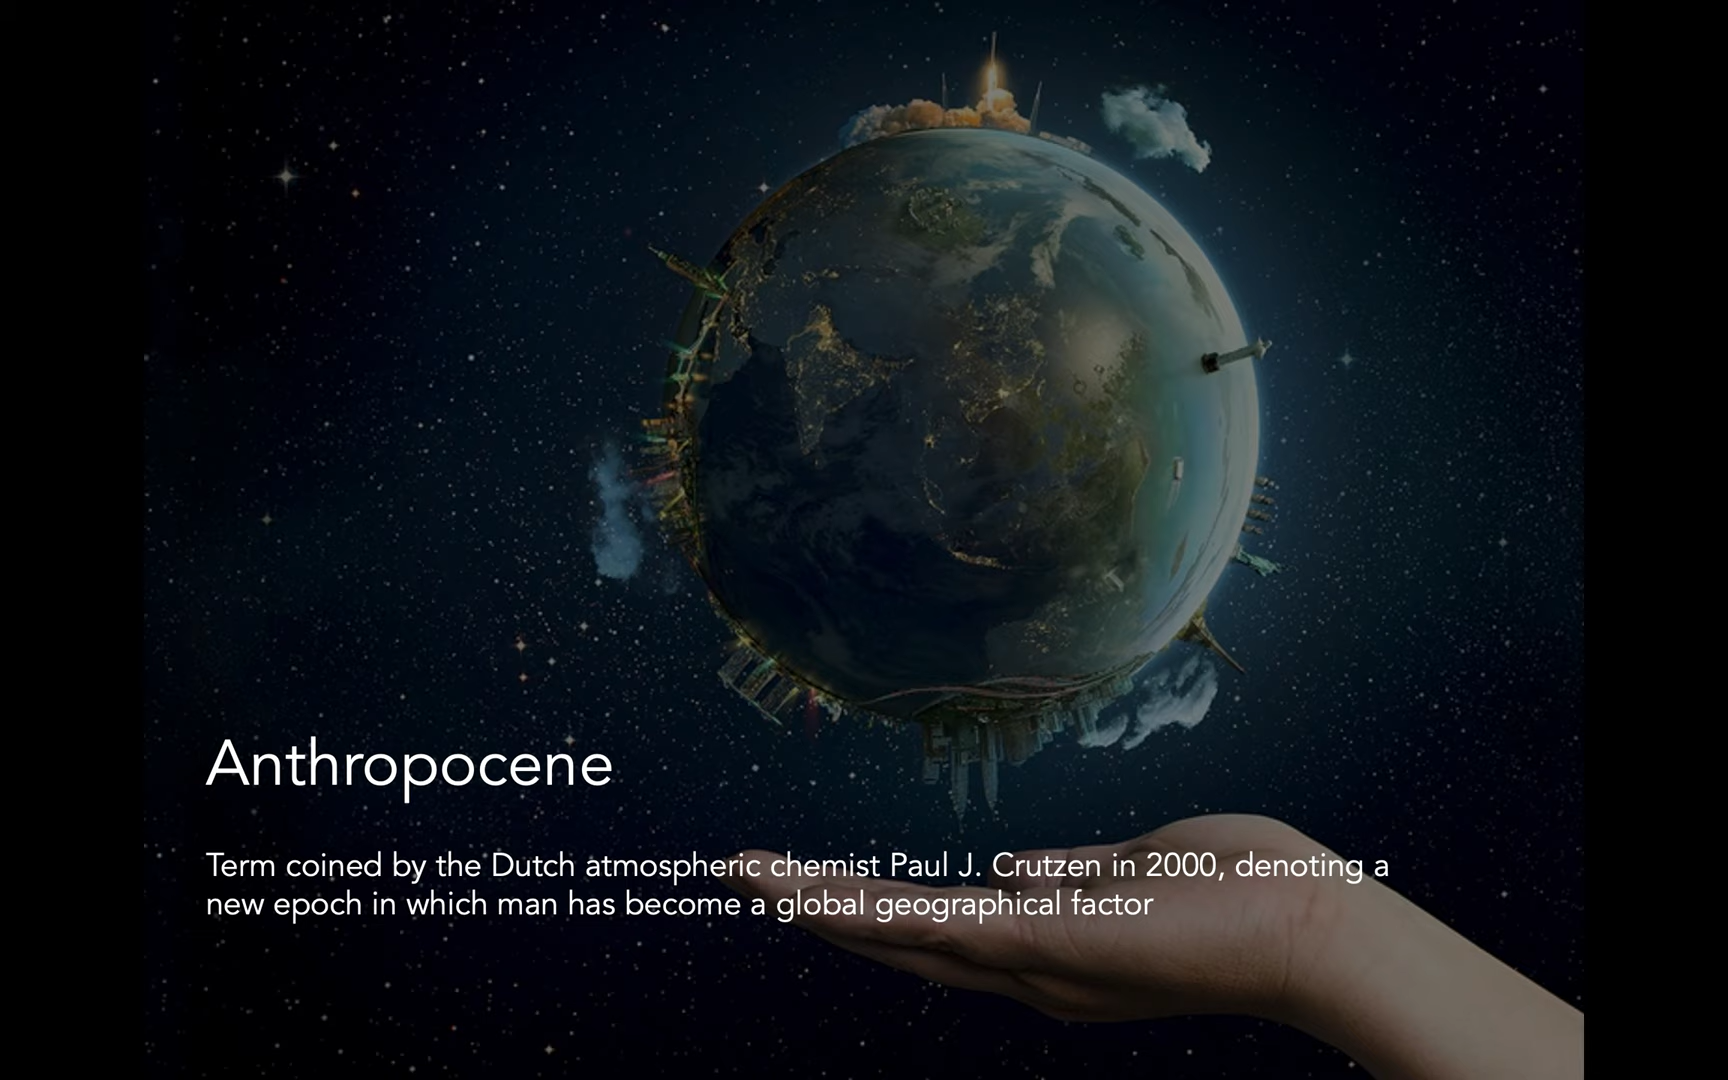 Anthropocene
Term coined by the Dutch atmospheric chemist Paul J. Crutzen in 2000, denoting a
new epoch in which man has become a global geographical factor